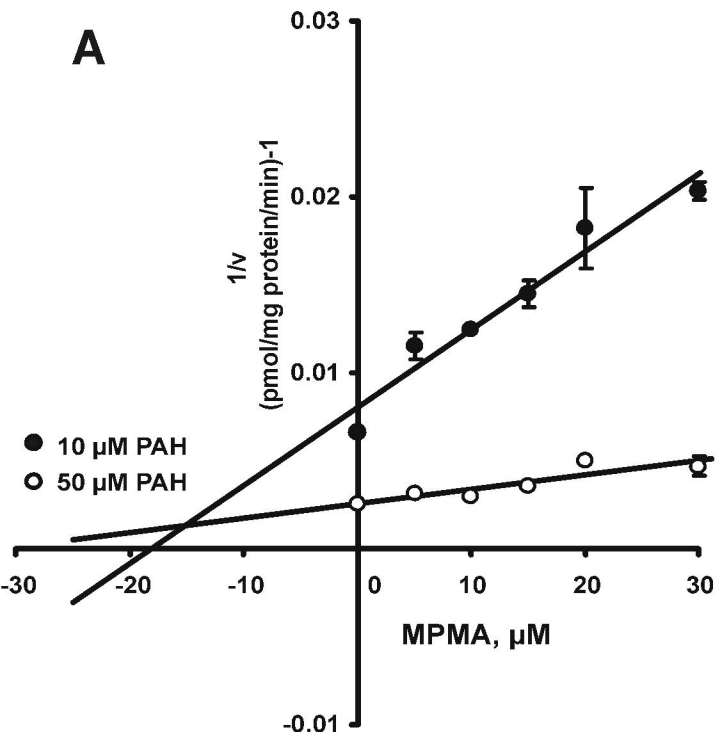 A
0.03
0.02
0.01
-0.01
1/v
(pmol/mg protein/min)-1
10 µM PAH
50 µM PAH
-30 -20 -10 0 10 20 30
MPMA, µM